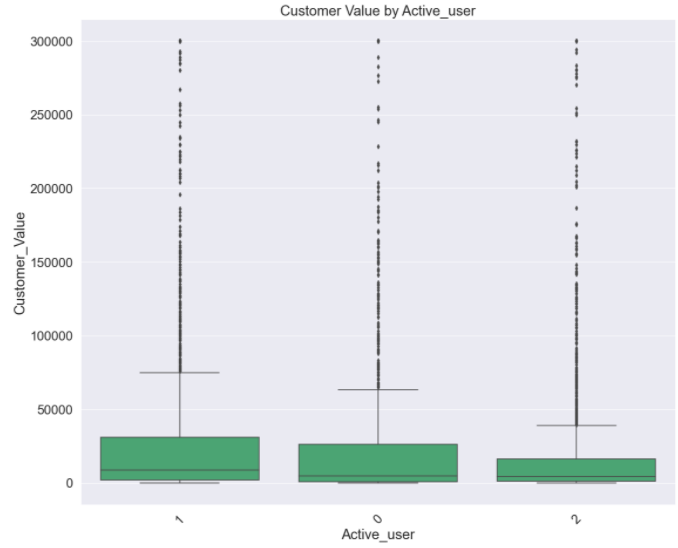 Customer Value by Active_user
300000
250000
200000
150000
100000
50000
0
Customer_Value
1 0 2
Active_user